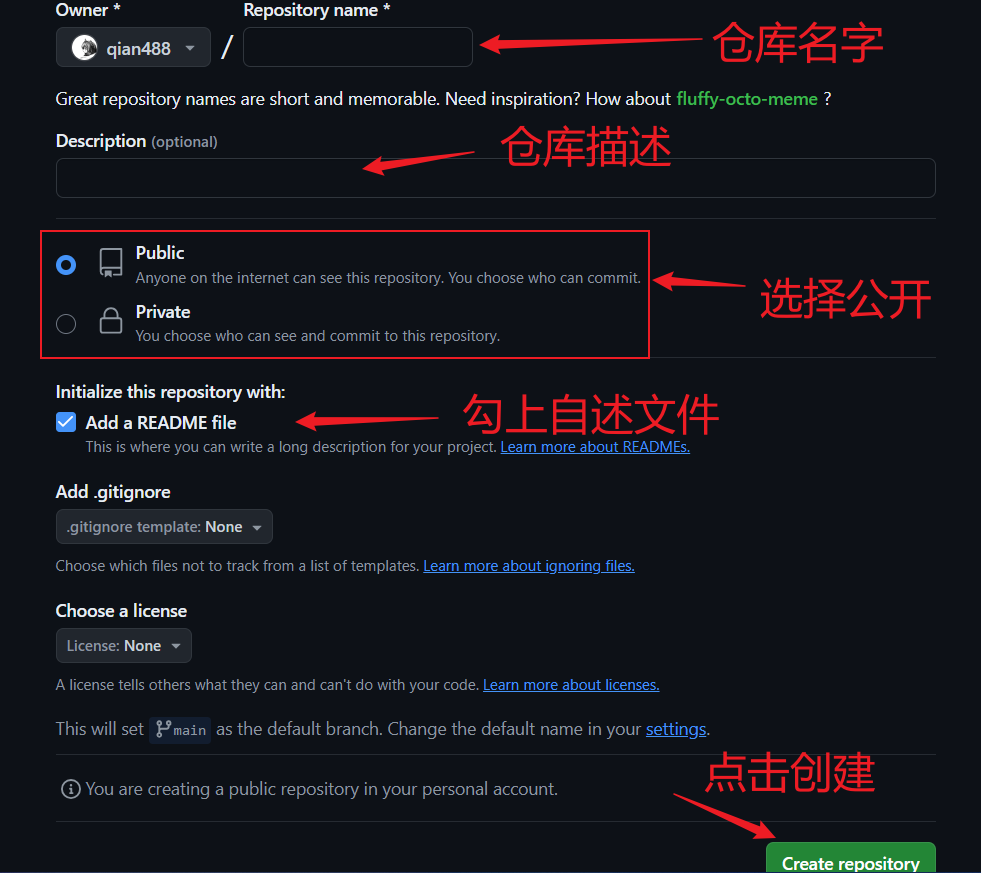 Owner * Repository name *
qian488 / 仓库名字
Great repository names are short and memorable. Need inspiration? How about fluffy-octo-meme ?
Description (optional) 仓库描述
Public
Anyone on the internet can see this repository. You choose who can commit.
选择公开
Private
You choose who can see and commit to this repository.
Initialize this repository with:
Add a README file 勾上自述文件
This is where you can write a long description for your project. Learn more about READMEs.
Add .gitignore
.gitignore template: None
Choose which files not to track from a list of templates. Learn more about ignoring files.
Choose a license
License: None
A license tells others what they can and can't do with your code. Learn more about licenses.
This will set main as the default branch. Change the default name in your settings.
点击创建
You are creating a public repository in your personal account.
Create repository